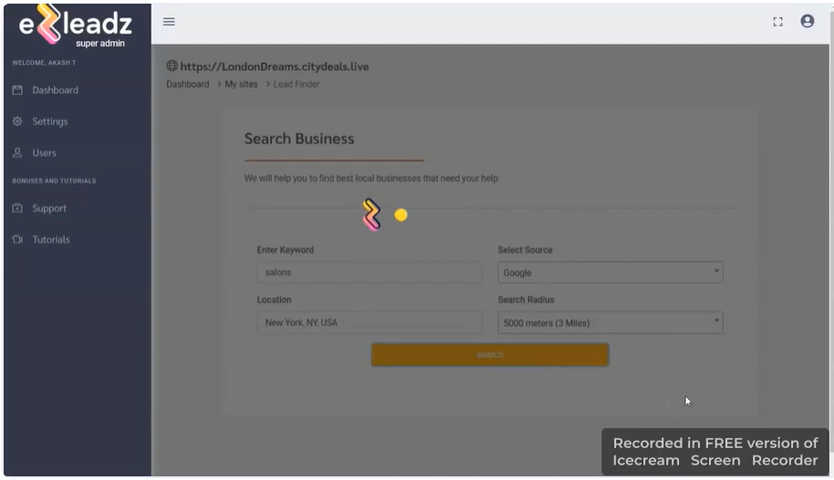 ezleadz
super admin
WELCOME, AKASH T
Dashboard
Settings
Users
BONUSES AND TUTORIALS
Support
Tutorials
https://LondonDreams.citydeals.live
Dashboard > My sites > Lead Finder
Search Business
We will help you to find best local businesses that need your help
Enter Keyword
salons
Select Source
Google
Location
New York, NY, USA
Search Radius
5000 meters (3 Miles)
search
Recorded in FREE version of
Icecream Screen Recorder